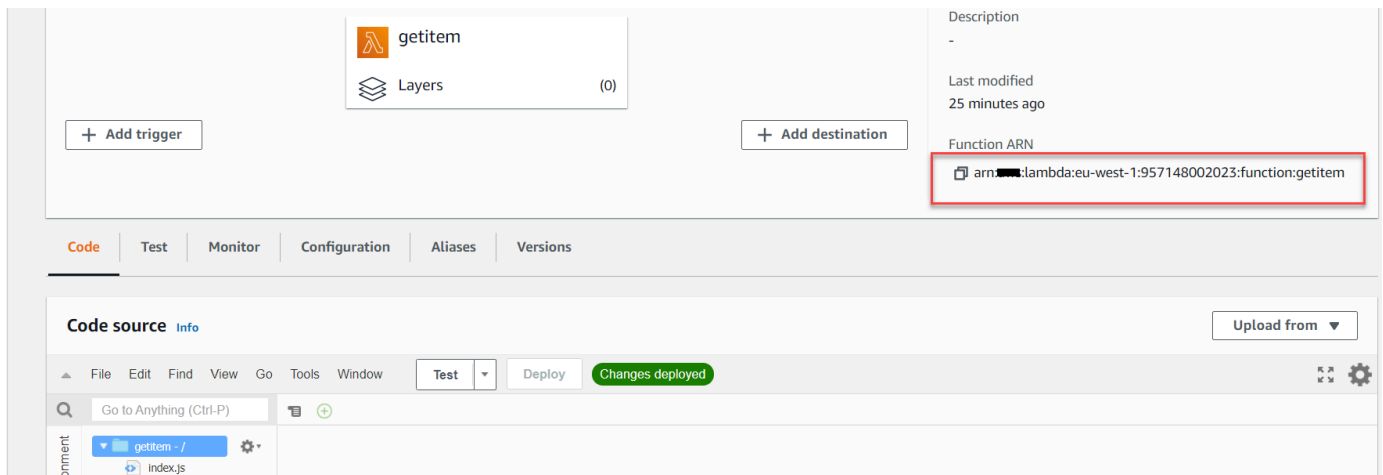 getitem
Layers (0)
+ Add trigger
+ Add destination
Description
-
Last modified
25 minutes ago
Function ARN
arn: :lambda:eu-west-1:957148002023:function:getitem
Code Test Monitor Configuration Aliases Versions
Code source Info
Upload from
File Edit Find View Go Tools Window Test Deploy Changes deployed
Go to Anything (Ctrl-P)
getitem - /
index.js